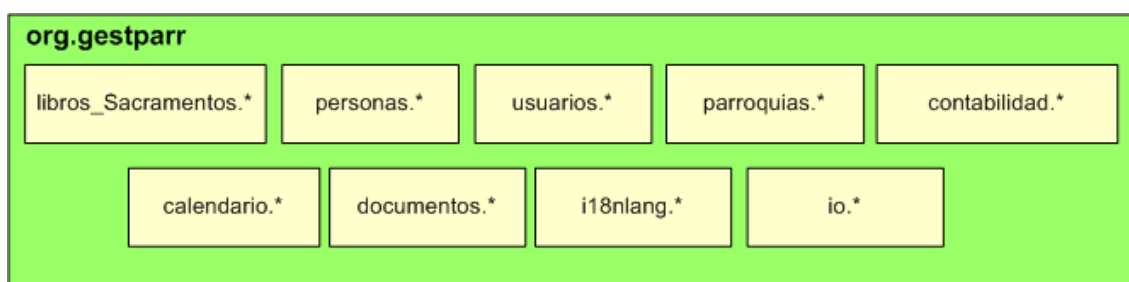 org.gestparr
libros_Sacramentos.*
personas.*
usuarios.*
parroquias.*
contabilidad.*
calendario.*
documentos.*
i18nlang.*
io.*